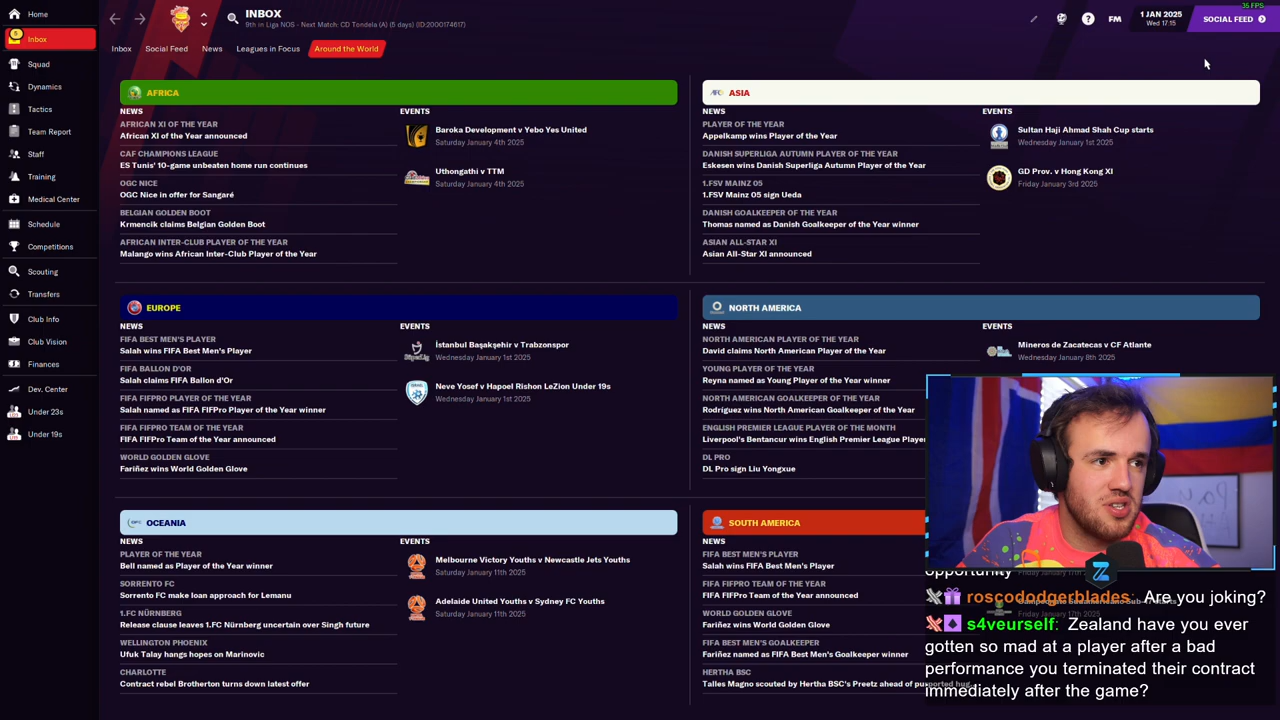 36 FPS
Home
INBOX
9th in Liga NOS - Next Match: CD Tondela (A) (5 days) (ID:2000174617)
FM
1 JAN 2025
Wed 17:15
SOCIAL FEED
5
Inbox
Squad
Dynamics
Tactics
Team Report
Staff
Training
Medical Center
Schedule
Competitions
Scouting
Transfers
Club Info
Club Vision
Finances
Dev. Center
Under 23s
Under 19s
Inbox
Social Feed
News
Leagues in Focus
Around the World
AFRICA
NEWS
AFRICAN XI OF THE YEAR
African XI of the Year announced
CAF CHAMPIONS LEAGUE
ES Tunis' 10-game unbeaten home run continues
OGC NICE
OGC Nice in offer for Sangaré
BELGIAN GOLDEN BOOT
Krmencik claims Belgian Golden Boot
AFRICAN INTER-CLUB PLAYER OF THE YEAR
Malango wins African Inter-Club Player of the Year
EVENTS
Baroka Development v Yebo Yes United
Saturday January 4th 2025
Uthongathi v TTM
Saturday January 4th 2025
ASIA
NEWS
PLAYER OF THE YEAR
Appelkamp wins Player of the Year
DANISH SUPERLIGA AUTUMN PLAYER OF THE YEAR
Eskesen wins Danish Superliga Autumn Player of the Year
1.FSV MAINZ 05
1.FSV Mainz 05 sign Ueda
DANISH GOALKEEPER OF THE YEAR
Thomas named as Danish Goalkeeper of the Year winner
ASIAN ALL-STAR XI
Asian All-Star XI announced
EVENTS
Sultan Haji Ahmad Shah Cup starts
Wednesday January 1st 2025
GD Prov. v Hong Kong XI
Friday January 3rd 2025
EUROPE
NEWS
FIFA BEST MEN'S PLAYER
Salah wins FIFA Best Men's Player
FIFA BALLON D'OR
Salah claims FIFA Ballon d'Or
FIFA FIFPRO PLAYER OF THE YEAR
Salah named as FIFA FIFPro Player of the Year winner
FIFA FIFPRO TEAM OF THE YEAR
FIFA FIFPro Team of the Year announced
WORLD GOLDEN GLOVE
Fariñez wins World Golden Glove
EVENTS
İstanbul Başakşehir v Trabzonspor
Wednesday January 1st 2025
Neve Yosef v Hapoel Rishon LeZion Under 19s
Wednesday January 1st 2025
NORTH AMERICA
NEWS
NORTH AMERICAN PLAYER OF THE YEAR
David claims North American Player of the Year
YOUNG PLAYER OF THE YEAR
Reyna named as Young Player of the Year winner
NORTH AMERICAN GOALKEEPER OF THE YEAR
Rodríguez wins North American Goalkeeper of the Year
ENGLISH PREMIER LEAGUE PLAYER OF THE MONTH
Liverpool's Bentancur wins English Premier League Player
DL PRO
DL Pro sign Liu Yongxue
EVENTS
Mineros de Zacatecas v CF Atlante
Wednesday January 8th 2025
OCEANIA
NEWS
PLAYER OF THE YEAR
Bell named as Player of the Year winner
SORRENTO FC
Sorrento FC make loan approach for Lemanu
1.FC NÜRNBERG
Release clause leaves 1.FC Nürnberg uncertain over Singh future
WELLINGTON PHOENIX
Ufuk Talay hangs hopes on Marinovic
CHARLOTTE
Contract rebel Brotherton turns down latest offer
EVENTS
Melbourne Victory Youths v Newcastle Jets Youths
Saturday January 11th 2025
Adelaide United Youths v Sydney FC Youths
Saturday January 11th 2025
SOUTH AMERICA
NEWS
FIFA BEST MEN'S PLAYER
Salah wins FIFA Best Men's Player
FIFA FIFPRO TEAM OF THE YEAR
FIFA FIFPro Team of the Year announced
WORLD GOLDEN GLOVE
Fariñez wins World Golden Glove
FIFA BEST MEN'S GOALKEEPER
Fariñez named as FIFA Best Men's Goalkeeper winner
HERTHA BSC
Talles Magno scouted by Hertha BSC's Preetz ahead of
opportunity
roscododgerblades: Are you joking?
s4veurself: Zealand have you ever
gotten so mad at a player after a bad
performance you terminated their contract
immediately after the game?